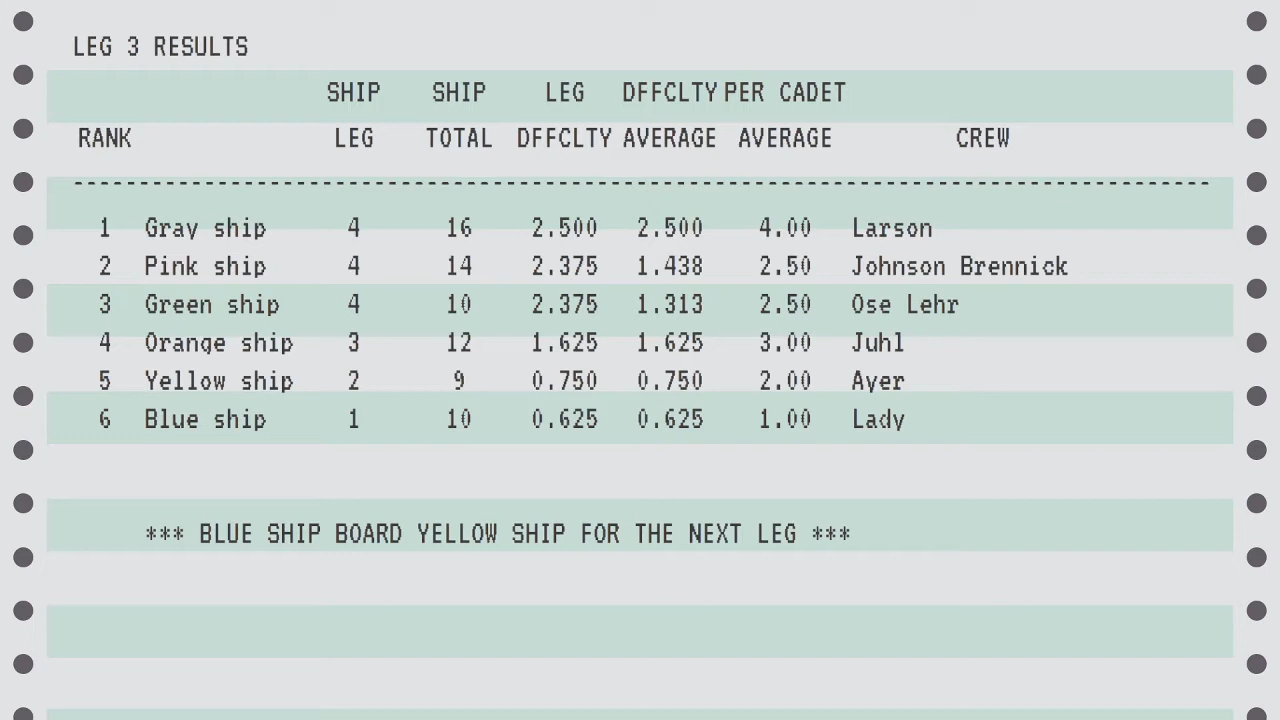 LEG 3 RESULTS
SHIP SHIP LEG DFFCLTY PER CADET
RANK LEG TOTAL DFFCLTY AVERAGE AVERAGE CREW
-------------------------------------------------------------------------------------
1 Gray ship 4 16 2.500 2.500 4.00 Larson
2 Pink ship 4 14 2.375 1.438 2.50 Johnson Brennick
3 Green ship 4 10 2.375 1.313 2.50 Ose Lehr
4 Orange ship 3 12 1.625 1.625 3.00 Juhl
5 Yellow ship 2 9 0.750 0.750 2.00 Ayer
6 Blue ship 1 10 0.625 0.625 1.00 Lady
*** BLUE SHIP BOARD YELLOW SHIP FOR THE NEXT LEG ***